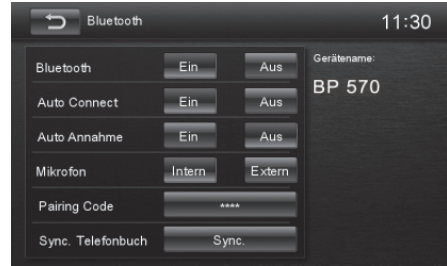 Bluetooth 11:30
Bluetooth Ein Aus
Gerätename:
BP 570
Auto Connect Ein Aus
Auto Annahme Ein Aus
Mikrofon Intern Extern
Pairing Code ****
Sync. Telefonbuch Sync.